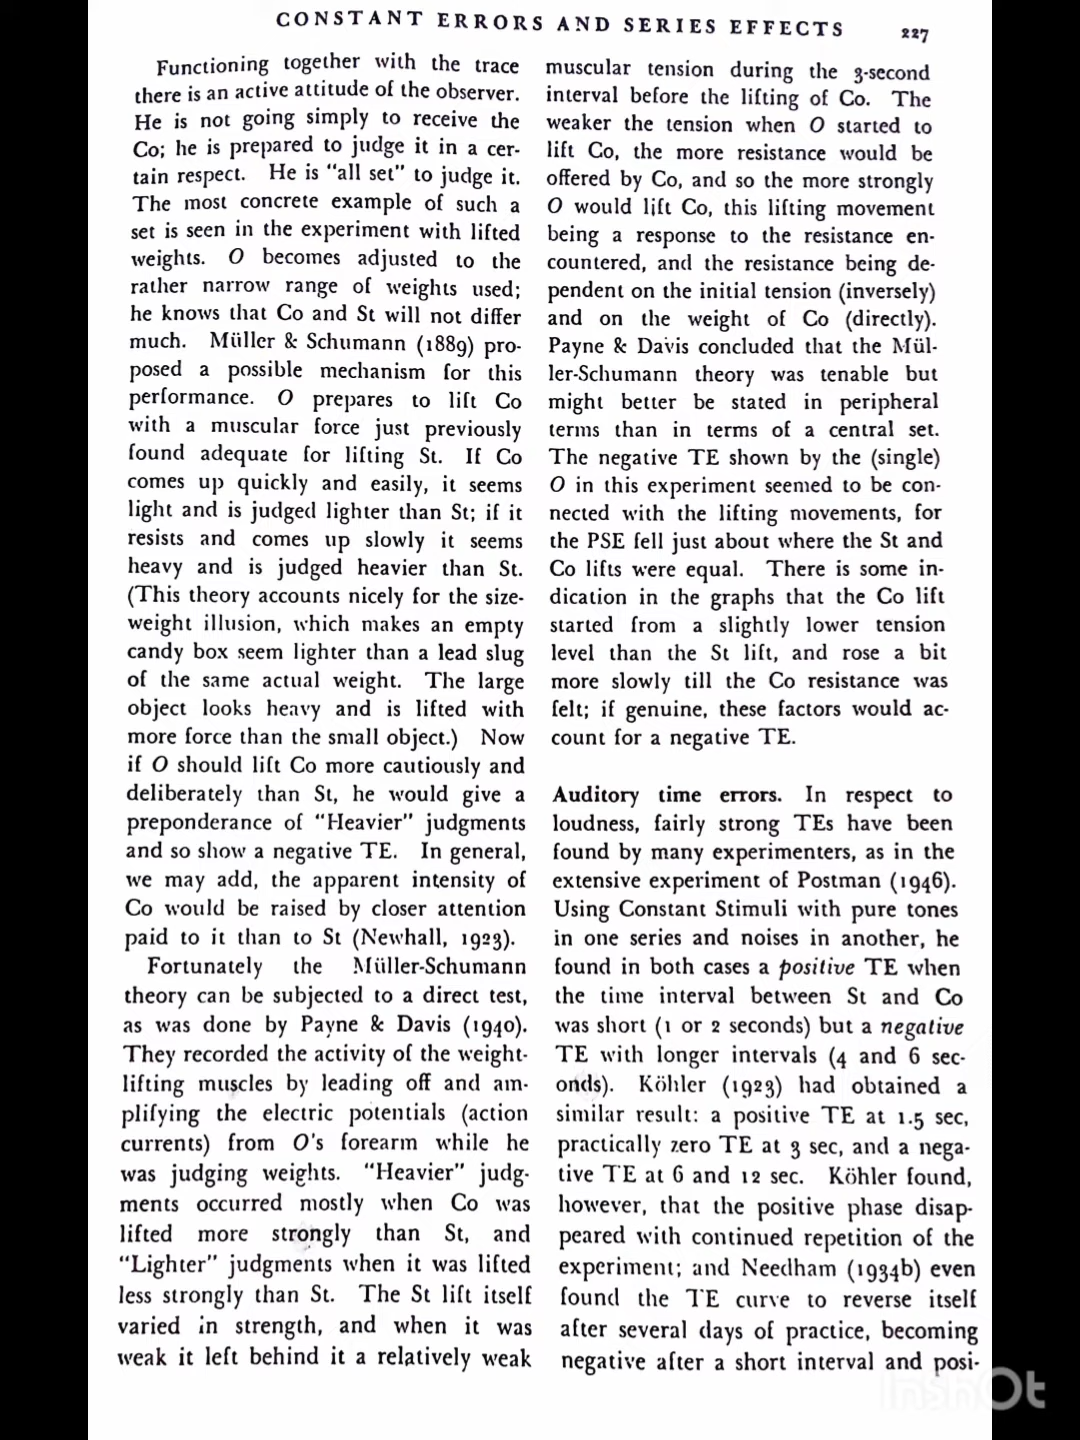 CONSTANT ERRORS AND SERIES EFFECTS 227
Functioning together with the trace
there is an active attitude of the observer.
He is not going simply to receive the
Co; he is prepared to judge it in a cer-
tain respect. He is "all set" to judge it.
The most concrete example of such a
set is seen in the experiment with lifted
weights. O becomes adjusted to the
rather narrow range of weights used;
he knows that Co and St will not differ
much. Müller & Schumann (1889) pro-
posed a possible mechanism for this
performance. O prepares to lift Co
with a muscular force just previously
found adequate for lifting St. If Co
comes up quickly and easily, it seems
light and is judged lighter than St; if it
resists and comes up slowly it seems
heavy and is judged heavier than St.
(This theory accounts nicely for the size-
weight illusion, which makes an empty
candy box seem lighter than a lead slug
of the same actual weight. The large
object looks heavy and is lifted with
more force than the small object.) Now
if O should lift Co more cautiously and
deliberately than St, he would give a
preponderance of "Heavier" judgments
and so show a negative TE. In general,
we may add, the apparent intensity of
Co would be raised by closer attention
paid to it than to St (Newhall, 1923).
Fortunately the Müller-Schumann
theory can be subjected to a direct test,
as was done by Payne & Davis (1940).
They recorded the activity of the weight-
lifting muscles by leading off and am-
plifying the electric potentials (action
currents) from O's forearm while he
was judging weights. "Heavier" judg-
ments occurred mostly when Co was
lifted more strongly than St, and
"Lighter" judgments when it was lifted
less strongly than St. The St lift itself
varied in strength, and when it was
weak it left behind it a relatively weak
muscular tension during the 3-second
interval before the lifting of Co. The
weaker the tension when O started to
lift Co, the more resistance would be
offered by Co, and so the more strongly
O would lift Co, this lifting movement
being a response to the resistance en-
countered, and the resistance being de-
pendent on the initial tension (inversely)
and on the weight of Co (directly).
Payne & Davis concluded that the Mül-
ler-Schumann theory was tenable but
might better be stated in peripheral
terms than in terms of a central set.
The negative TE shown by the (single)
O in this experiment seemed to be con-
nected with the lifting movements, for
the PSE fell just about where the St and
Co lifts were equal. There is some in-
dication in the graphs that the Co lift
started from a slightly lower tension
level than the St lift, and rose a bit
more slowly till the Co resistance was
felt; if genuine, these factors would ac-
count for a negative TE.
Auditory time errors. In respect to
loudness, fairly strong TEs have been
found by many experimenters, as in the
extensive experiment of Postman (1946).
Using Constant Stimuli with pure tones
in one series and noises in another, he
found in both cases a positive TE when
the time interval between St and Co
was short (1 or 2 seconds) but a negative
TE with longer intervals (4 and 6 sec-
onds). Köhler (1923) had obtained a
similar result: a positive TE at 1.5 sec,
practically zero TE at 3 sec, and a nega-
tive TE at 6 and 12 sec. Köhler found,
however, that the positive phase disap-
peared with continued repetition of the
experiment; and Needham (1934b) even
found the TE curve to reverse itself
after several days of practice, becoming
negative after a short interval and posi-
InShOt